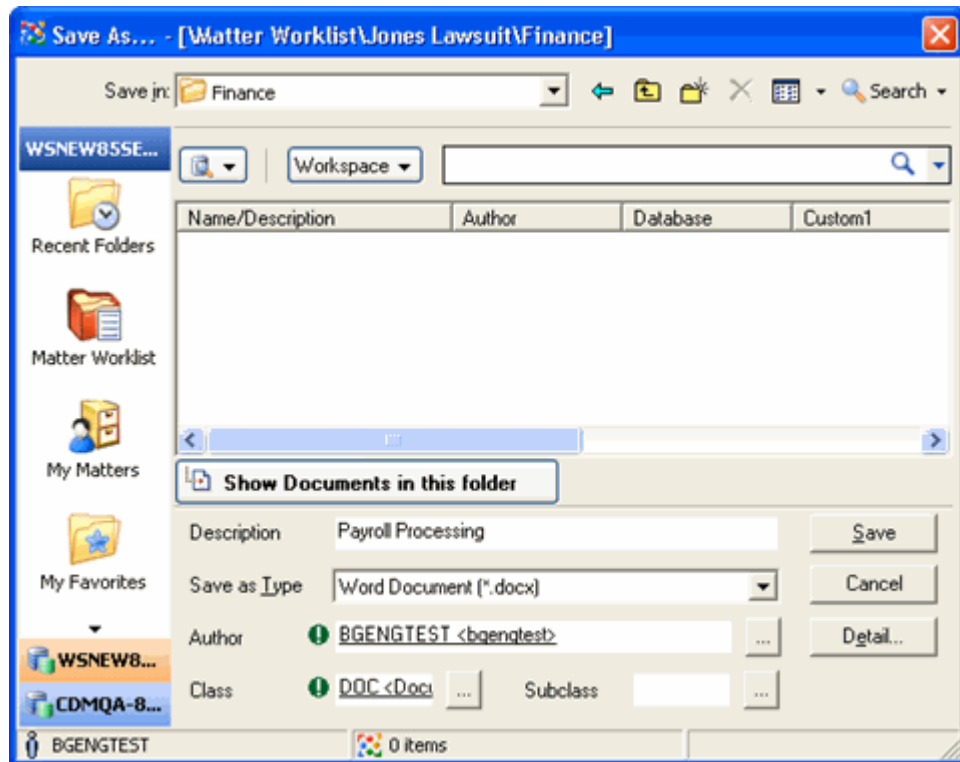 Save As... - [\Matter Worklist\Jones Lawsuit\Finance]
Save in: Finance Search
WSNEW85SE...
Workspace
Name/Description Author Database Custom1
Recent Folders
Matter Worklist
My Matters
My Favorites
Show Documents in this folder
Description Payroll Processing Save
Save as Type Word Document (*.docx) Cancel
Author BGENGTEST <bgengtest> ... Detail...
Class DOC <Docu ... Subclass ...
WSNEW8...
CDMQA-8...
BGENGTEST 0 items